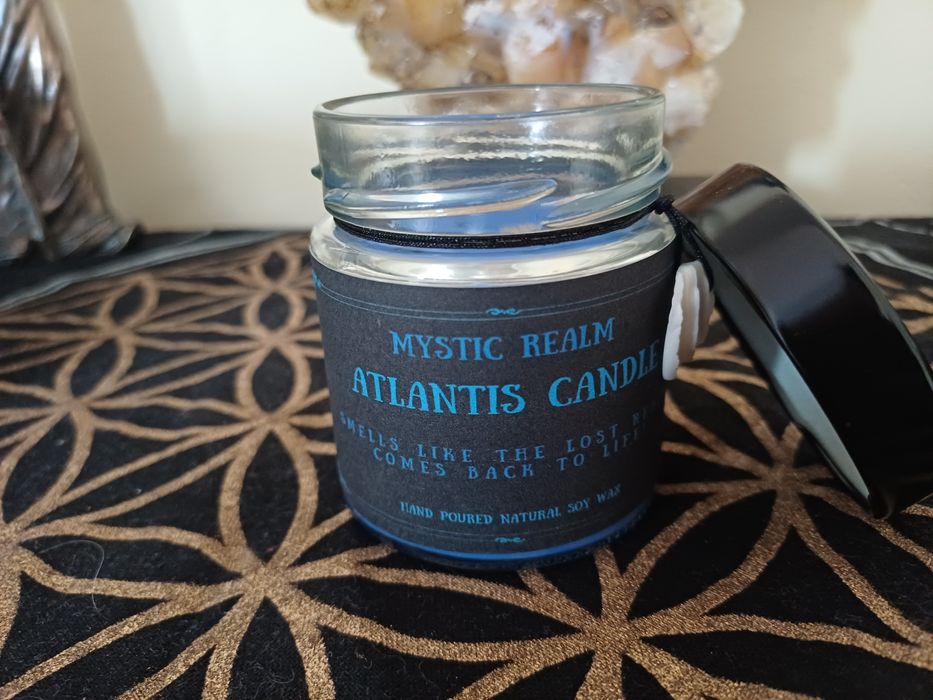 MYSTIC REALM
ATLANTIS CANDLE
SMELLS LIKE THE LOST
COMES BACK TO LIFE
HAND POURED NATURAL SOY WAX